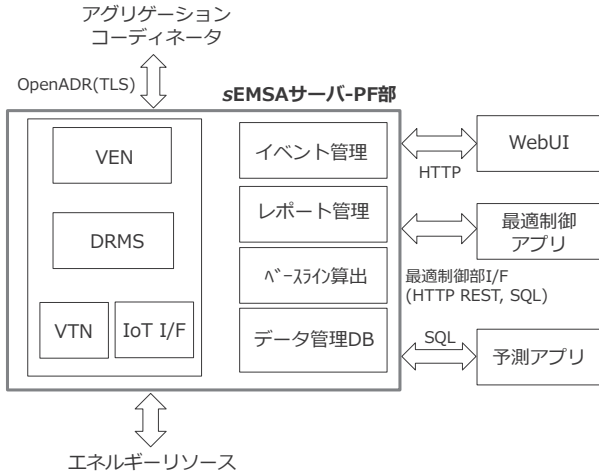 アグリゲーション
コーディネータ
OpenADR(TLS)
sEMSAサーバ-PF部
VEN
DRMS
VTN
IoT I/F
イベント管理
レポート管理
ﾍﾞｰｽﾗｲﾝ算出
データ管理DB
HTTP
WebUI
最適制御
アプリ
最適制御部I/F
(HTTP REST, SQL)
SQL
予測アプリ
エネルギーリソース